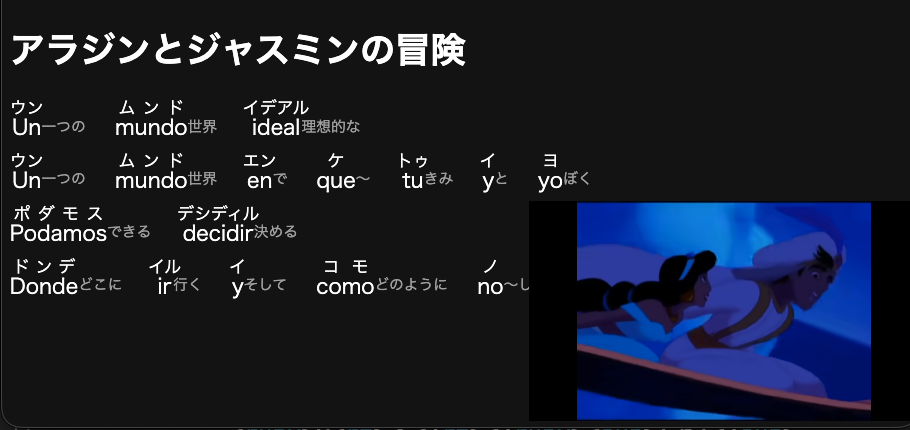 アラジンとジャスミンの冒険
ウン ムンド イデアル
Un一つの mundo世界 ideal理想的な
ウン ムンド エン ケ トゥ イ ヨ
Un一つの mundo世界 enで que〜 tuきみ yと yoぼく
ポダモス デシディル
Podamosできる decidir決める
ドンデ イル イ コモ ノ
Dondeどこに ir行く yそして comoどのように no〜し